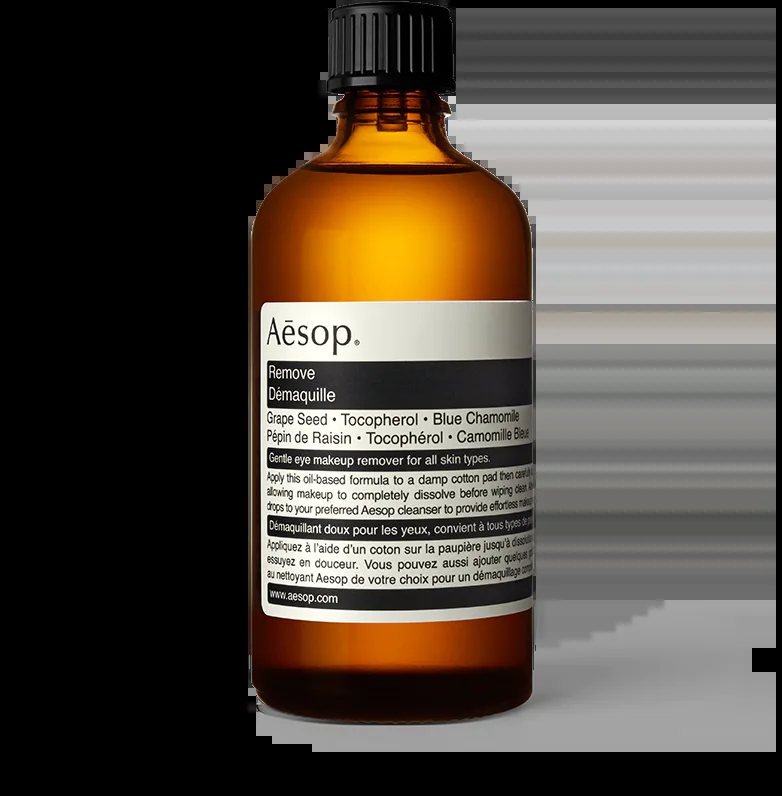 Aēsop®
Remove
Démaquille
Grape Seed • Tocopherol • Blue Chamomile
Pépin de Raisin • Tocophérol • Camomille Bleue
Gentle eye makeup remover for all skin types.
Apply this oil-based formula to a damp cotton pad then
allowing makeup to completely dissolve before wiping clean.
drops to your preferred Aesop cleanser to provide effortless
Démaquillant doux pour les yeux, convient à tous types de
Appliquez à l'aide d'un coton sur la paupière jusqu'à
essuyez en douceur. Vous pouvez aussi ajouter quelques
au nettoyant Aesop de votre choix pour un démaquillage
www.aesop.com